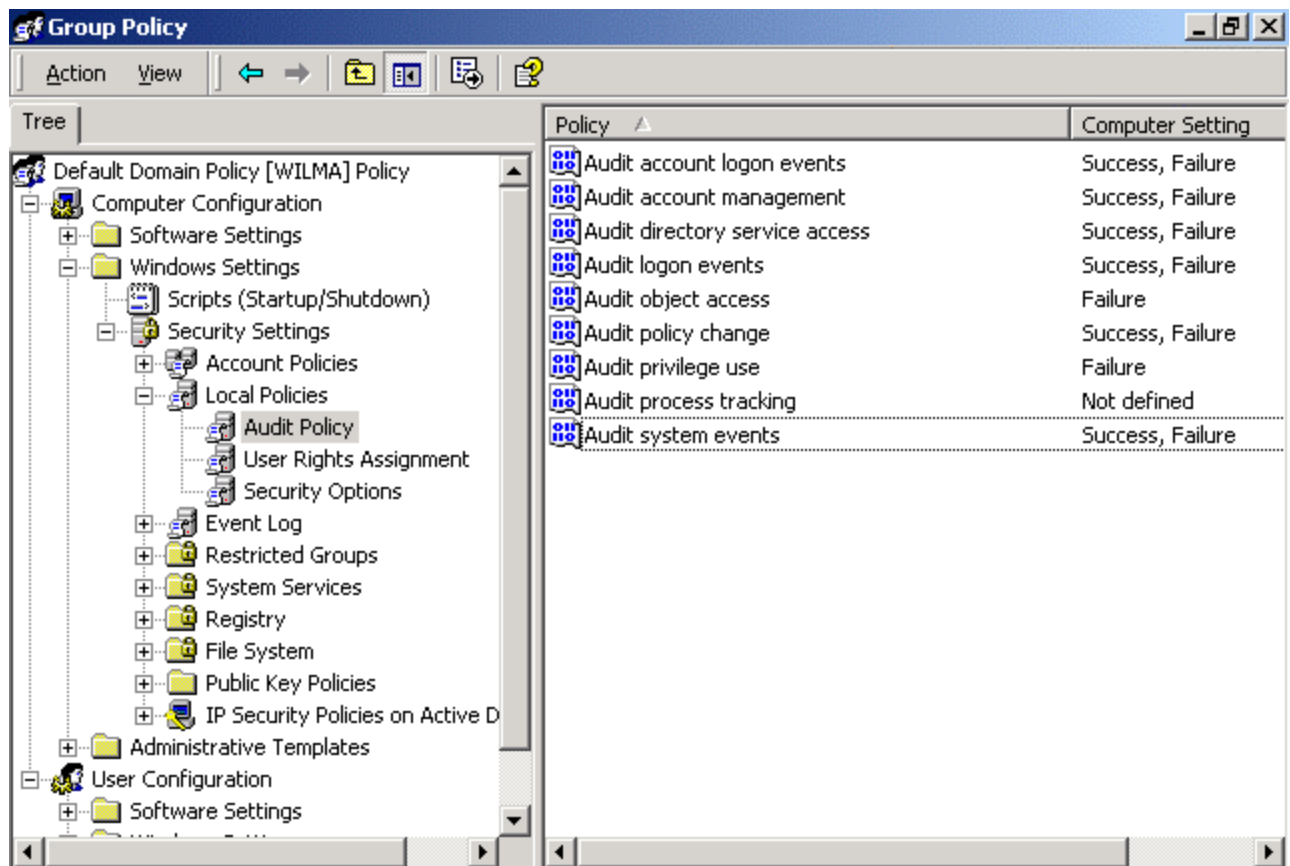 Group Policy
Action View
Tree
Default Domain Policy [WILMA] Policy
Computer Configuration
Software Settings
Windows Settings
Scripts (Startup/Shutdown)
Security Settings
Account Policies
Local Policies
Audit Policy
User Rights Assignment
Security Options
Event Log
Restricted Groups
System Services
Registry
File System
Public Key Policies
IP Security Policies on Active D
Administrative Templates
User Configuration
Software Settings
Policy Computer Setting
Audit account logon events Success, Failure
Audit account management Success, Failure
Audit directory service access Success, Failure
Audit logon events Success, Failure
Audit object access Failure
Audit policy change Success, Failure
Audit privilege use Failure
Audit process tracking Not defined
Audit system events Success, Failure